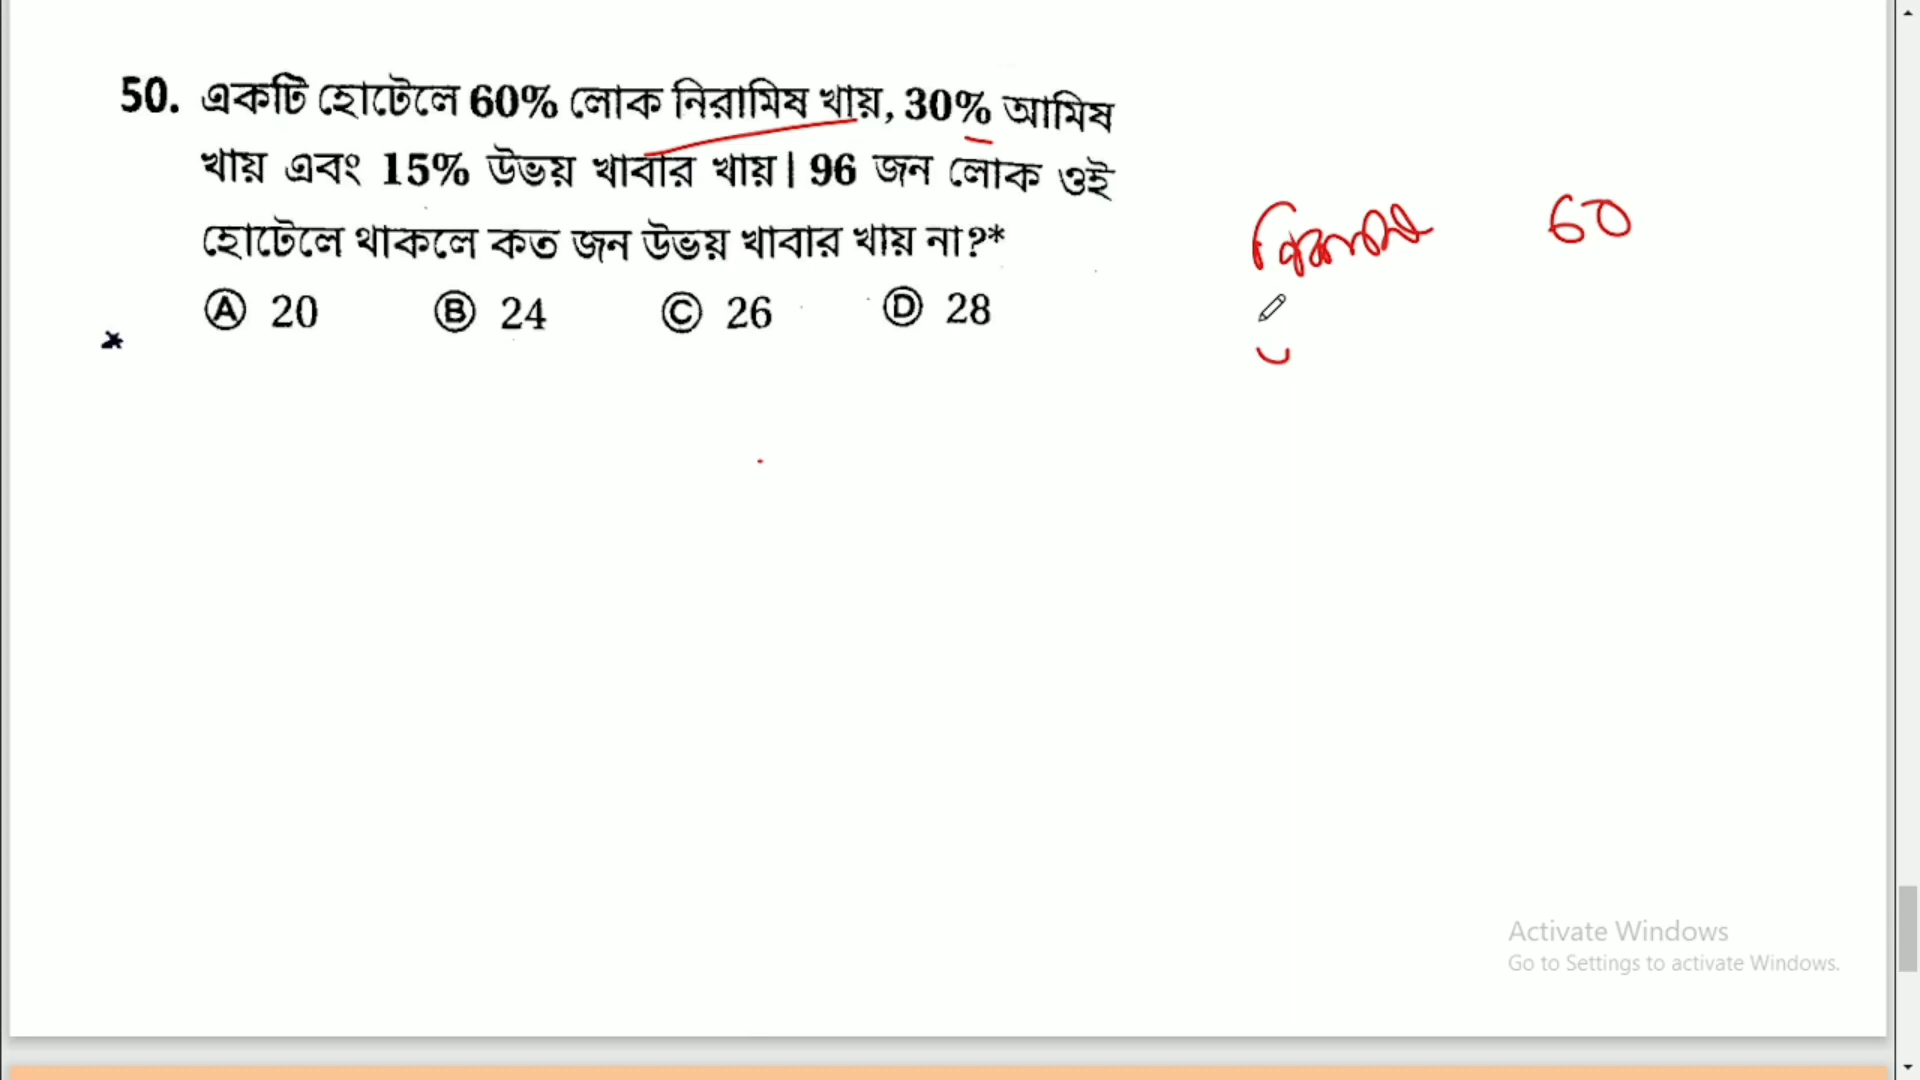 50. একটি হোটেলে 60% লোক নিরামিষ খায়, 30% আমিষ
খায় এবং 15% উভয় খাবার খায়। 96 জন লোক ওই
হোটেলে থাকলে কত জন উভয় খাবার খায় না?*
Ⓐ 20 Ⓑ 24 Ⓒ 26 Ⓓ 28
60
Activate Windows
Go to Settings to activate Windows.